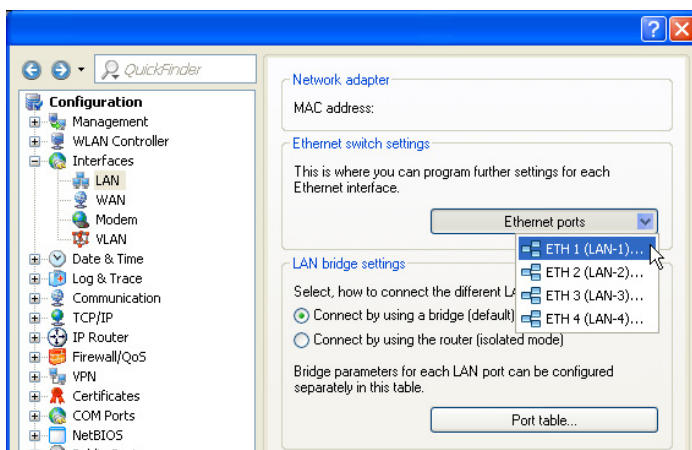 ?
X
QuickFinder
Configuration
Management
WLAN Controller
Interfaces
LAN
WAN
Modem
VLAN
Date & Time
Log & Trace
Communication
TCP/IP
IP Router
Firewall/QoS
VPN
Certificates
COM Ports
NetBIOS
Network adapter
MAC address:
Ethernet switch settings
This is where you can program further settings for each
Ethernet interface.
Ethernet ports
ETH 1 (LAN-1)...
ETH 2 (LAN-2)...
ETH 3 (LAN-3)...
ETH 4 (LAN-4)...
LAN bridge settings
Select, how to connect the different L
Connect by using a bridge (default)
Connect by using the router (isolated mode)
Bridge parameters for each LAN port can be configured
separately in this table.
Port table...